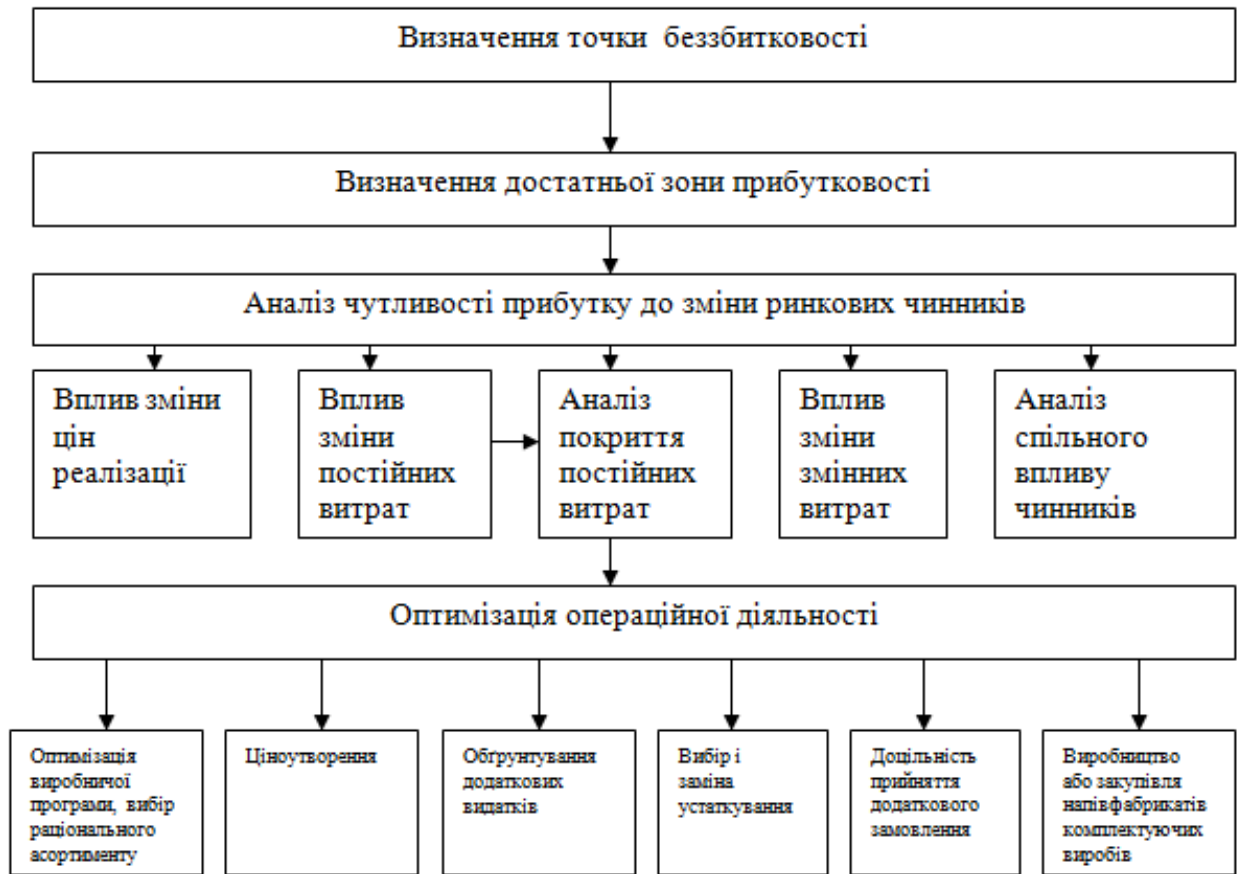 Визначення точки беззбитковості
Визначення достатньої зони прибутковості
Аналіз чутливості прибутку до зміни ринкових чинників
Вплив зміни
цін
реалізації
Вплив
зміни
постійних
витрат
Аналіз
покриття
постійних
витрат
Вплив
зміни
змінних
витрат
Аналіз
спільного
впливу
чинників
Оптимізація операційної діяльності
Оптимізація
виробничої
програми, вибір
раціонального
асортименту
Ціноутворення
Обґрунтування
додаткових
видатків
Вибір і
заміна
устаткування
Доцільність
прийняття
додаткового
замовлення
Виробництво
або закупівля
напівфабрикатів
комплектуючих
виробів